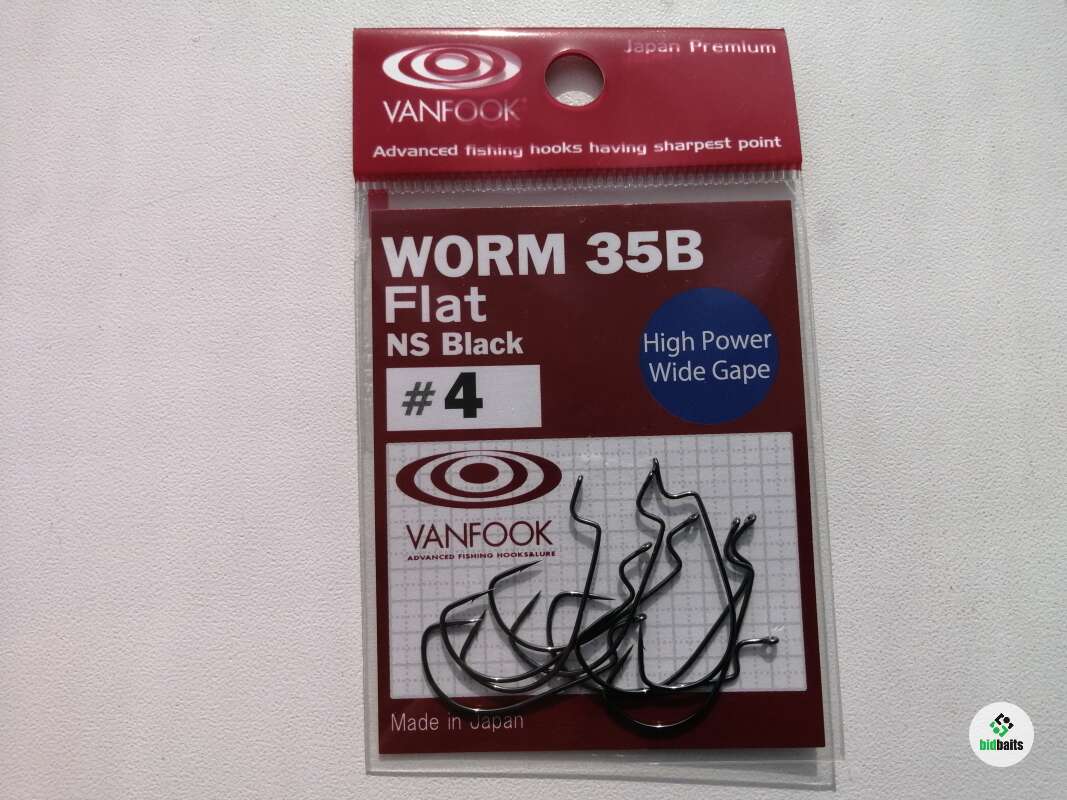 Japan Premium
VANFOOK®
Advanced fishing hooks having sharpest point
WORM 35B
Flat
NS Black
#4
High Power
Wide Gape
VANFOOK
ADVANCED FISHING HOOKS&LURE
Made in Japan
bidbaits